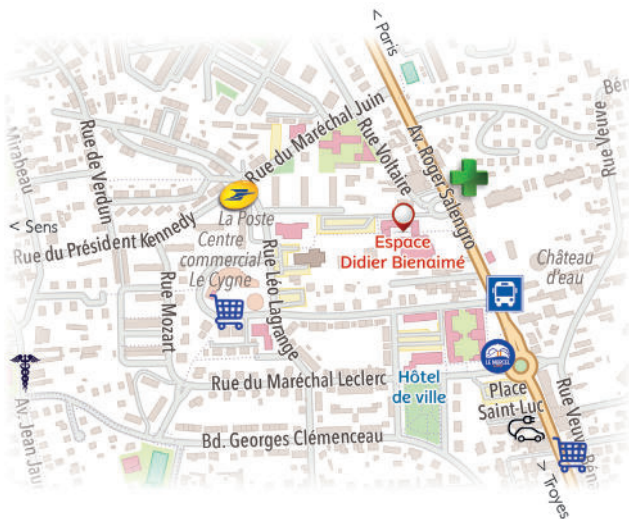 < Paris
Bé
Rue du Maréchal Juin
Rue Voltaire
Av. Roger Salengro
Rue Veuve
Mirabeau
Rue de Verdun
La Poste
< Sens
Rue du Président Kennedy
Centre
commercial
Le Cygne
Rue Léo Lagrange
Espace
Didier Bienaimé
Château
d'eau
Rue Mozart
Rue du Maréchal Leclerc
Hôtel
de ville
Place
Saint-Luc
Rue Veuve
Béné
Av. Jean Jau
Bd. Georges Clémenceau
> Troyes